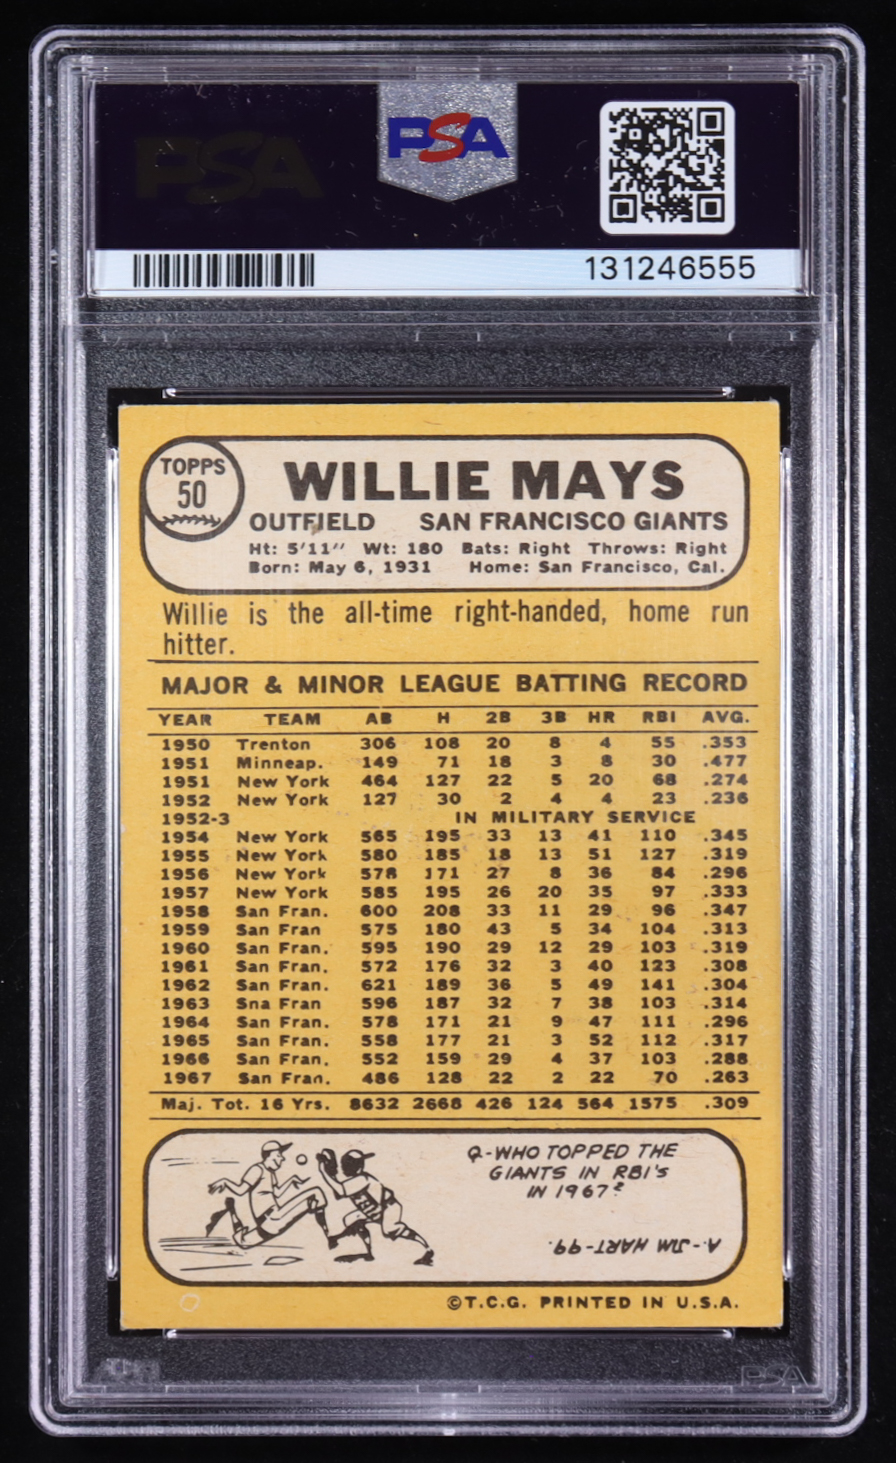 PSA
PSA
131246555
TOPPS
50
WILLIE MAYS
OUTFIELD SAN FRANCISCO GIANTS
Ht: 5'11" Wt: 180 Bats: Right Throws: Right
Born: May 6, 1931 Home: San Francisco, Cal.
Willie is the all-time right-handed, home run
hitter.
MAJOR & MINOR LEAGUE BATTING RECORD
YEAR TEAM AB H 2B 3B HR RBI AVG.
1950 Trenton 306 108 20 8 4 55 .353
1951 Minneap. 149 71 18 3 8 30 .477
1951 New York 464 127 22 5 20 68 .274
1952 New York 127 30 2 4 4 23 .236
1952-3 IN MILITARY SERVICE
1954 New York 565 195 33 13 41 110 .345
1955 New York 580 185 18 13 51 127 .319
1956 New York 578 171 27 8 36 84 .296
1957 New York 585 195 26 20 35 97 .333
1958 San Fran. 600 208 33 11 29 96 .347
1959 San Fran 575 180 43 5 34 104 .313
1960 San Fran. 595 190 29 12 29 103 .319
1961 San Fran. 572 176 32 3 40 123 .308
1962 San Fran. 621 189 36 5 49 141 .304
1963 Sna Fran 596 187 32 7 38 103 .314
1964 San Fran. 578 171 21 9 47 111 .296
1965 San Fran. 558 177 21 3 52 112 .317
1966 San Fran. 552 159 29 4 37 103 .288
1967 San Fran. 486 128 22 2 22 70 .263
Maj. Tot. 16 Yrs. 8632 2668 426 124 564 1575 .309
Q-WHO TOPPED THE
GIANTS IN RBI'S
IN 1967?
A.-JIM HART-99.
©T.C.G. PRINTED IN U.S.A.
PSA